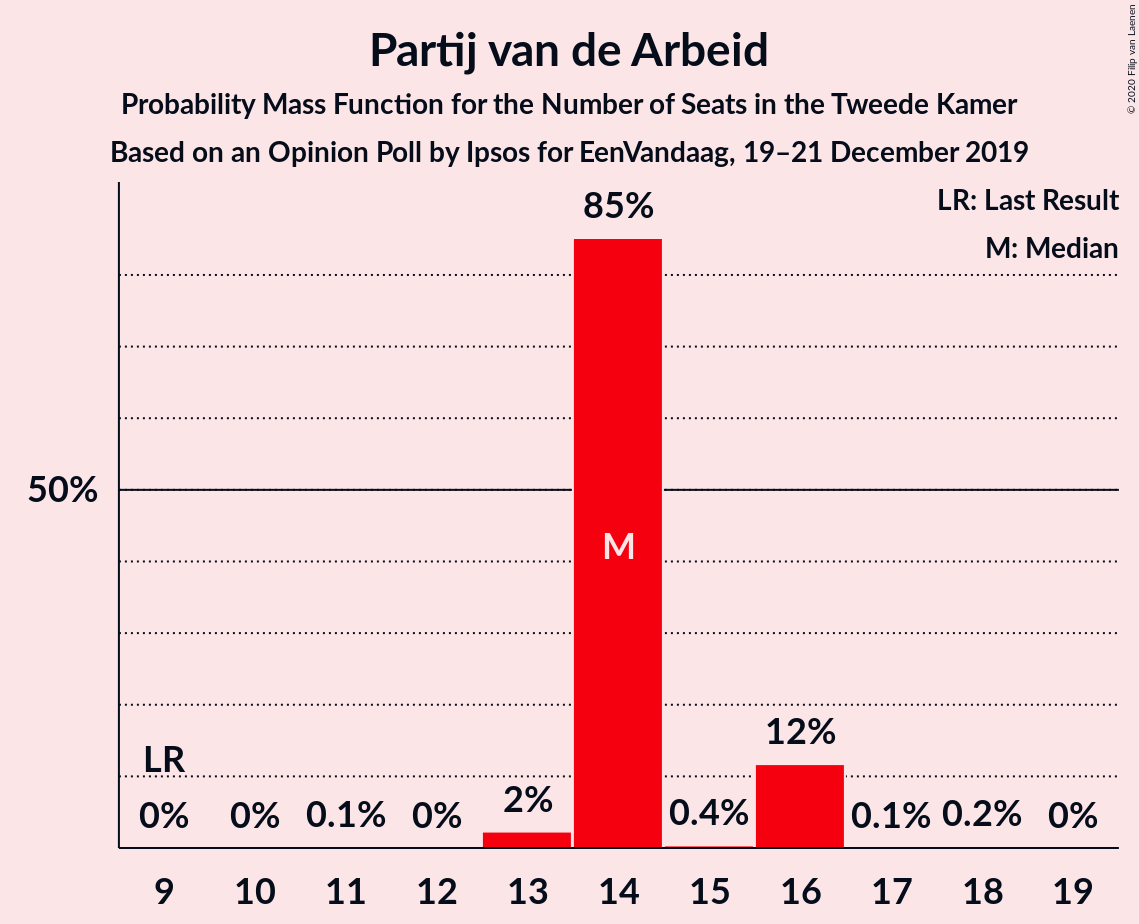 Partij van de Arbeid
Probability Mass Function for the Number of Seats in the Tweede Kamer
Based on an Opinion Poll by Ipsos for EenVandaag, 19–21 December 2019
© 2020 Filip van Laenen
LR: Last Result
M: Median
85%
50%
M
12%
LR
2%
0% 0% 0.1% 0% 0.4% 0.1% 0.2% 0%
9 10 11 12 13 14 15 16 17 18 19